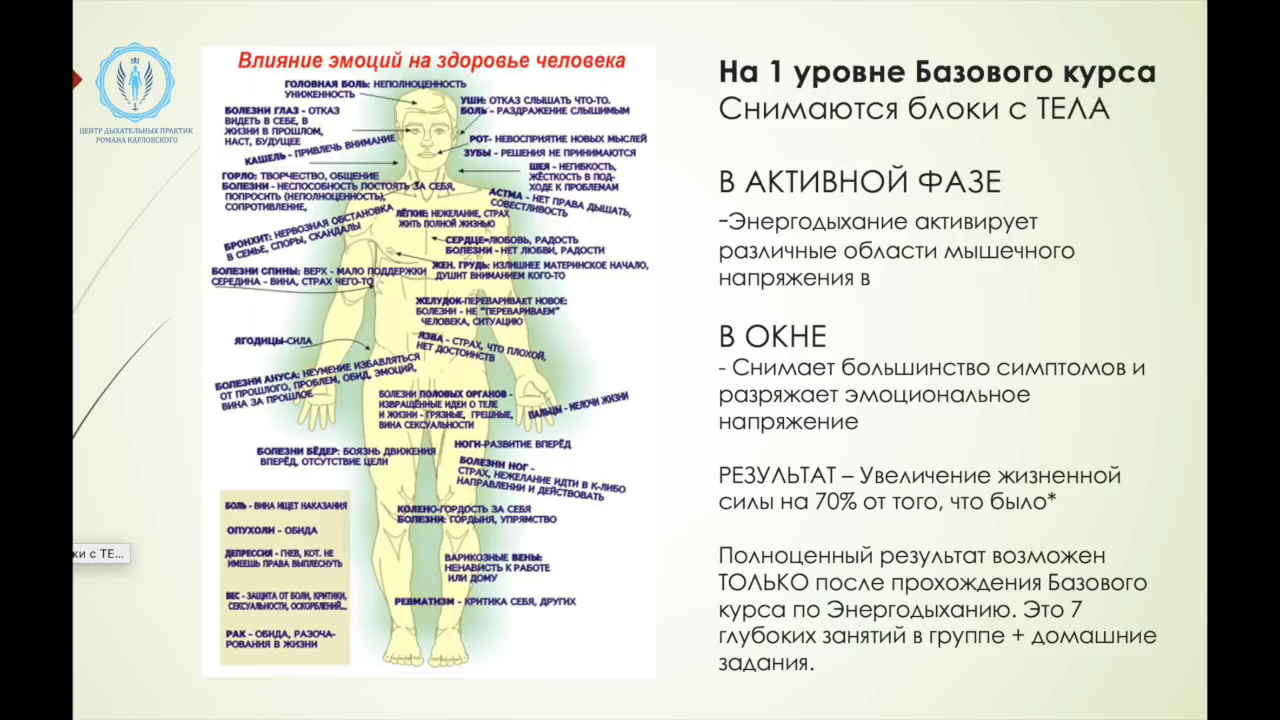 ЦЕНТР ДЫХАТЕЛЬНЫХ ПРАКТИК
РОМАНА КАРЛОВСКОГО
Влияние эмоций на здоровье человека
ГОЛОВНАЯ БОЛЬ: НЕПОЛНОЦЕННОСТЬ
УНИЖЕННОСТЬ
УШИ: ОТКАЗ СЛЫШАТЬ ЧТО-ТО.
БОЛЬ - РАЗДРАЖЕНИЕ СЛЫШИМЫМ
БОЛЕЗНИ ГЛАЗ - ОТКАЗ
ВИДЕТЬ В СЕБЕ, В
ЖИЗНИ В ПРОШЛОМ,
НАСТ, БУДУЩЕЕ
РОТ- НЕВОСПРИЯТИЕ НОВЫХ МЫСЛЕЙ
ЗУБЫ - РЕШЕНИЯ НЕ ПРИНИМАЮТСЯ
КАШЕЛЬ - ПРИВЛЕЧЬ ВНИМАНИЕ
ШЕЯ - НЕГИБКОСТЬ,
ЖЁСТКОСТЬ В ПОД-
ХОДЕ К ПРОБЛЕМАМ
ГОРЛО: ТВОРЧЕСТВО, ОБЩЕНИЕ
БОЛЕЗНИ - НЕСПОСОБНОСТЬ ПОСТОЯТЬ ЗА СЕБЯ,
ПОПРОСИТЬ (НЕПОЛНОЦЕННОСТЬ),
СОПРОТИВЛЕНИЕ,
АСТМА - НЕТ ПРАВА ДЫШАТЬ,
СОВЕСТЛИВОСТЬ
ЛЁГКИЕ: НЕЖЕЛАНИЕ, СТРАХ
ЖИТЬ ПОЛНОЙ ЖИЗНЬЮ
БРОНХИТ: НЕРВОЗНАЯ ОБСТАНОВКА
В СЕМЬЕ, СПОРЫ, СКАНДАЛЫ
СЕРДЦЕ=ЛЮБОВЬ, РАДОСТЬ
БОЛЕЗНИ - НЕТ ЛЮБВИ, РАДОСТИ
БОЛЕЗНИ СПИНЫ: ВЕРХ - МАЛО ПОДДЕРЖКИ
СЕРЕДИНА - ВИНА, СТРАХ ЧЕГО-ТО
ЖЕН. ГРУДЬ: ИЗЛИШНЕЕ МАТЕРИНСКОЕ НАЧАЛО,
ДУШИТ ВНИМАНИЕМ КОГО-ТО
ЖЕЛУДОК-ПЕРЕВАРИВАЕТ НОВОЕ:
БОЛЕЗНИ - НЕ "ПЕРЕВАРИВАЕМ"
ЧЕЛОВЕКА, СИТУАЦИЮ
ЯГОДИЦЫ-СИЛА
ЯЗВА - СТРАХ, ЧТО ПЛОХОЙ,
НЕТ ДОСТОИНСТВ
БОЛЕЗНИ АНУСА: НЕУМЕНИЕ ИЗБАВЛЯТЬСЯ
ОТ ПРОШЛОГО, ПРОБЛЕМ, ОБИД, ЭМОЦИЙ,
ВИНА ЗА ПРОШЛОЕ
БОЛЕЗНИ ПОЛОВЫХ ОРГАНОВ -
ИЗВРАЩЁННЫЕ ИДЕИ О ТЕЛЕ
И ЖИЗНИ - ГРЯЗНЫЕ, ГРЕШНЫЕ,
ВИНА СЕКСУАЛЬНОСТИ
ПАЛЬЦЫ - МЕЛОЧИ ЖИЗНИ
БОЛЕЗНИ БЁДЕР: БОЯЗНЬ ДВИЖЕНИЯ
ВПЕРЁД, ОТСУТСТВИЕ ЦЕЛИ
НОГИ-РАЗВИТИЕ ВПЕРЁД
БОЛЕЗНИ НОГ -
СТРАХ, НЕЖЕЛАНИЕ ИДТИ В К-ЛИБО
НАПРАВЛЕНИИ И ДЕЙСТВОВАТЬ
КОЛЕНО-ГОРДОСТЬ ЗА СЕБЯ
БОЛЕЗНИ: ГОРДЫНЯ, УПРЯМСТВО
ВАРИКОЗНЫЕ ВЕНЫ:
НЕНАВИСТЬ К РАБОТЕ
ИЛИ ДОМУ
РЕВМАТИЗМ - КРИТИКА СЕБЯ, ДРУГИХ
БОЛЬ - ВИНА ИЩЕТ НАКАЗАНИЯ
ОПУХОЛИ - ОБИДА
ДЕПРЕССИЯ - ГНЕВ, КОТ. НЕ
ИМЕЕШЬ ПРАВА ВЫПЛЕСНУТЬ
ВЕС - ЗАЩИТА ОТ БОЛИ, КРИТИКИ,
СЕКСУАЛЬНОСТИ, ОСКОРБЛЕНИЙ...
РАК - ОБИДА, РАЗОЧА-
РОВАНИЯ В ЖИЗНИ
ки с ТЕ...
На 1 уровне Базового курса
Снимаются блоки с ТЕЛА
В АКТИВНОЙ ФАЗЕ
-Энергодыхание активирует
различные области мышечного
напряжения в
В ОКНЕ
- Снимает большинство симптомов и
разряжает эмоциональное
напряжение
РЕЗУЛЬТАТ – Увеличение жизненной
силы на 70% от того, что было*
Полноценный результат возможен
ТОЛЬКО после прохождения Базового
курса по Энергодыханию. Это 7
глубоких занятий в группе + домашние
задания.